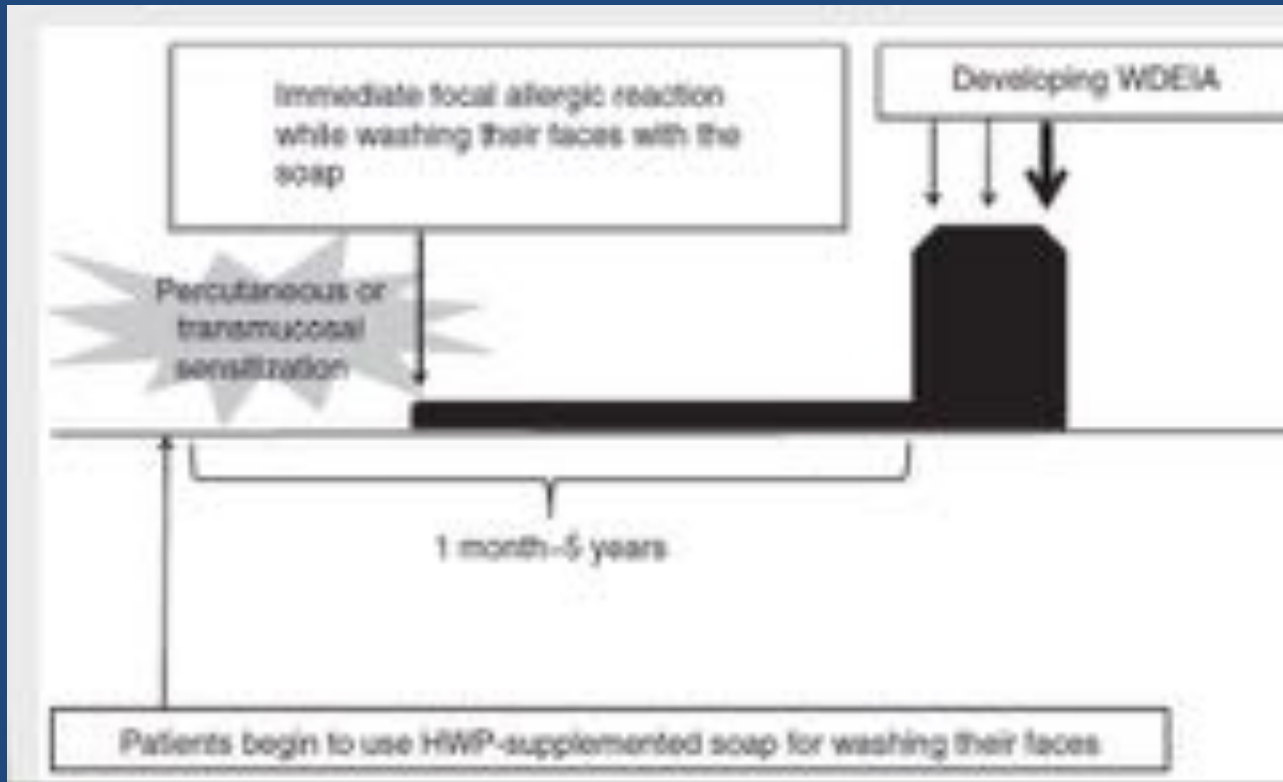 Immediate focal allergic reaction
while washing their faces with the
soap
Developing WDEIA
Percutaneous or
transmucosal
sensitization
1 month–5 years
Patients begin to use HWP-supplemented soap for washing their faces